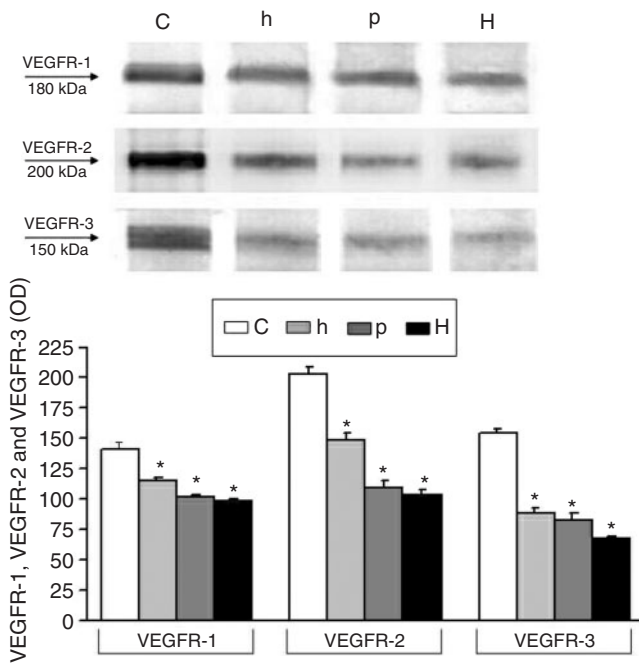 C h p H
VEGFR-1
180 kDa
VEGFR-2
200 kDa
VEGFR-3
150 kDa
C h p H
VEGFR-1, VEGFR-2 and VEGFR-3 (OD)
225
200
175
150
125
100
75
50
25
0
* * *
* * *
* * *
VEGFR-1 VEGFR-2 VEGFR-3